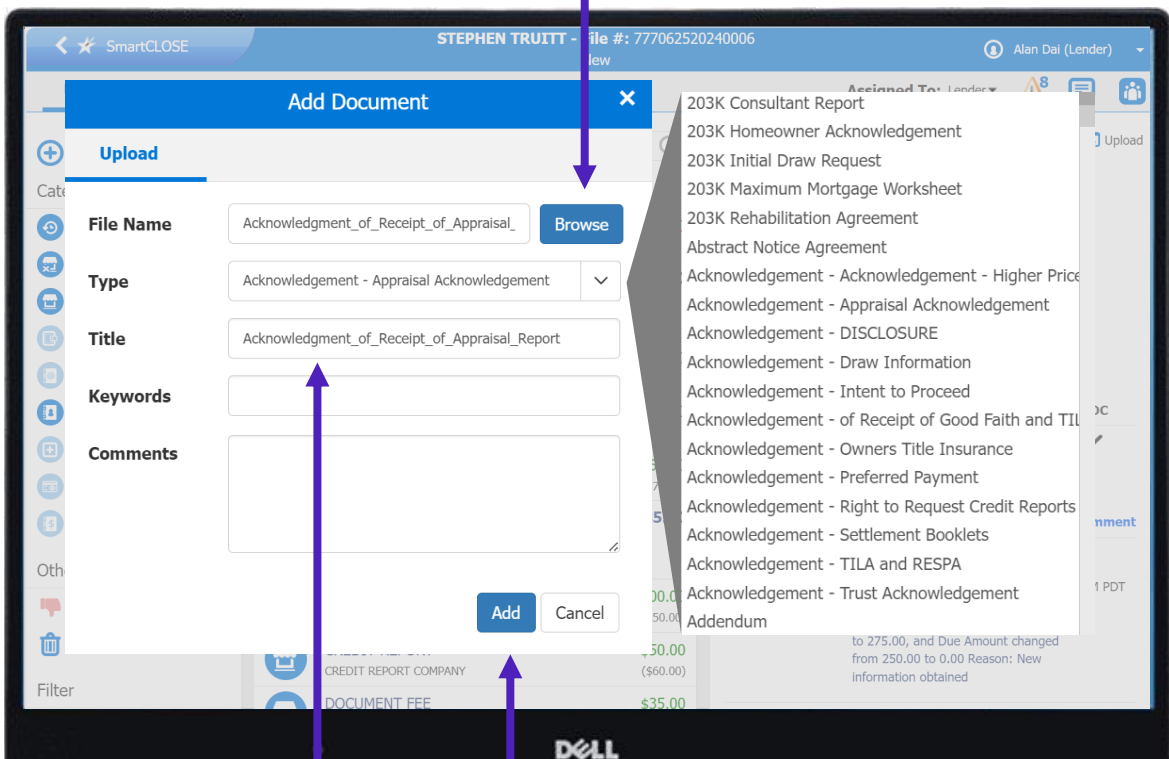 SmartCLOSE
STEPHEN TRUITT - File #: 777062520240006
New
Alan Dai (Lender)
Assigned To: Lender
8
Upload
Add Document
×
Upload
File Name
Acknowledgment_of_Receipt_of_Appraisal_
Browse
Type
Acknowledgement - Appraisal Acknowledgement
Title
Acknowledgment_of_Receipt_of_Appraisal_Report
Keywords
Comments
Add
Cancel
203K Consultant Report
203K Homeowner Acknowledgement
203K Initial Draw Request
203K Maximum Mortgage Worksheet
203K Rehabilitation Agreement
Abstract Notice Agreement
Acknowledgement - Acknowledgement - Higher Price
Acknowledgement - Appraisal Acknowledgement
Acknowledgement - DISCLOSURE
Acknowledgement - Draw Information
Acknowledgement - Intent to Proceed
Acknowledgement - of Receipt of Good Faith and TIL
Acknowledgement - Owners Title Insurance
Acknowledgement - Preferred Payment
Acknowledgement - Right to Request Credit Reports
Acknowledgement - Settlement Booklets
Acknowledgement - TILA and RESPA
Acknowledgement - Trust Acknowledgement
Addendum
PDT
to 275.00, and Due Amount changed
from 250.00 to 0.00 Reason: New
information obtained
CREDIT REPORT
$50.00
CREDIT REPORT COMPANY
($60.00)
DOCUMENT FEE
$35.00
Filter
DELL